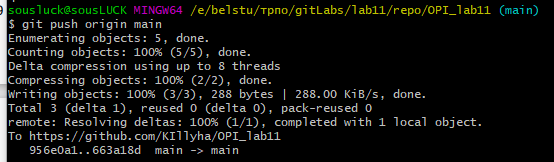 sousluck@sousLUCK MINGW64 /e/belstu/трпо/gitLabs/lab11/repo/OPI_lab11 (main)
$ git push origin main
Enumerating objects: 5, done.
Counting objects: 100% (5/5), done.
Delta compression using up to 8 threads
Compressing objects: 100% (2/2), done.
Writing objects: 100% (3/3), 288 bytes | 288.00 KiB/s, done.
Total 3 (delta 1), reused 0 (delta 0), pack-reused 0
remote: Resolving deltas: 100% (1/1), completed with 1 local object.
To https://github.com/KIllyha/OPI_lab11
   956e0a1..663a18d  main -> main